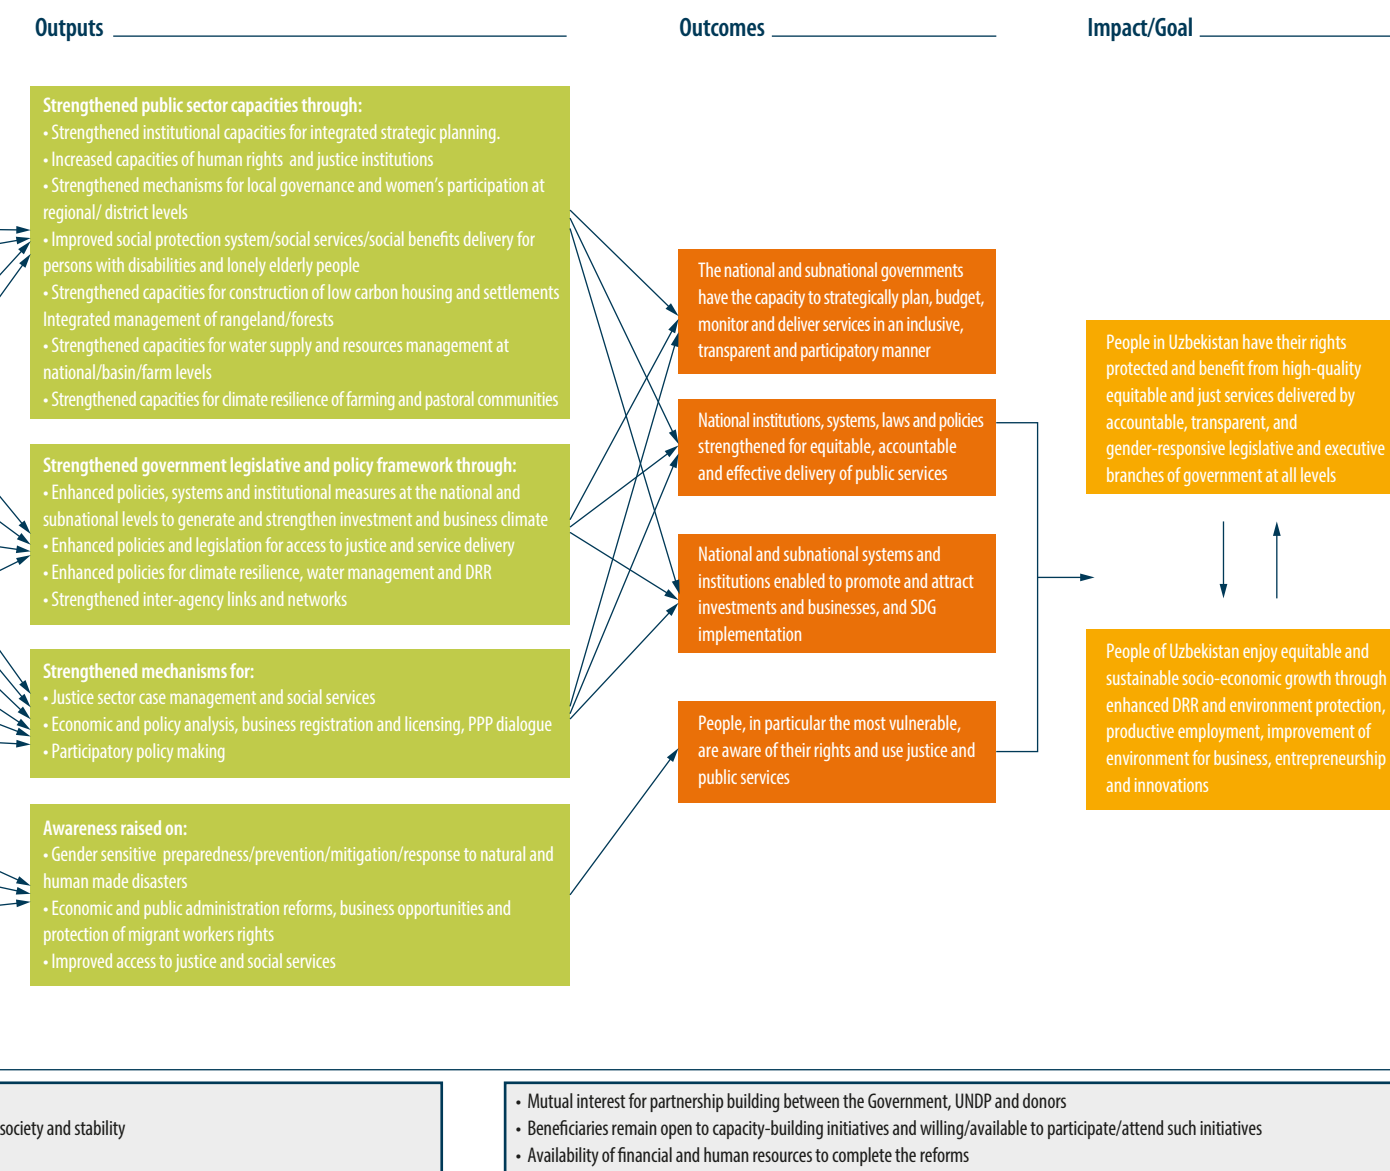 Outputs
Outcomes
Impact/Goal
Strengthened public sector capacities through:
• Strengthened institutional capacities for integrated strategic planning.
• Increased capacities of human rights and justice institutions
• Strengthened mechanisms for local governance and women's participation at
regional/ district levels
• Improved social protection system/social services/social benefits delivery for
persons with disabilities and lonely elderly people
• Strengthened capacities for construction of low carbon housing and settlements
Integrated management of rangeland/forests
• Strengthened capacities for water supply and resources management at
national/basin/farm levels
• Strengthened capacities for climate resilience of farming and pastoral communities
Strengthened government legislative and policy framework through:
• Enhanced policies, systems and institutional measures at the national and
subnational levels to generate and strengthen investment and business climate
• Enhanced policies and legislation for access to justice and service delivery
• Enhanced policies for climate resilience, water management and DRR
• Strengthened inter-agency links and networks
Strengthened mechanisms for:
• Justice sector case management and social services
• Economic and policy analysis, business registration and licensing, PPP dialogue
• Participatory policy making
Awareness raised on:
• Gender sensitive preparedness/prevention/mitigation/response to natural and
human made disasters
• Economic and public administration reforms, business opportunities and
protection of migrant workers rights
• Improved access to justice and social services
The national and subnational governments
have the capacity to strategically plan, budget,
monitor and deliver services in an inclusive,
transparent and participatory manner
National institutions, systems, laws and policies
strengthened for equitable, accountable
and effective delivery of public services
National and subnational systems and
institutions enabled to promote and attract
investments and businesses, and SDG
implementation
People, in particular the most vulnerable,
are aware of their rights and use justice and
public services
People in Uzbekistan have their rights
protected and benefit from high-quality
equitable and just services delivered by
accountable, transparent, and
gender-responsive legislative and executive
branches of government at all levels
People of Uzbekistan enjoy equitable and
sustainable socio-economic growth through
enhanced DRR and environment protection,
productive employment, improvement of
environment for business, entrepreneurship
and innovations
society and stability
• Mutual interest for partnership building between the Government, UNDP and donors
• Beneficiaries remain open to capacity-building initiatives and willing/available to participate/attend such initiatives
• Availability of financial and human resources to complete the reforms